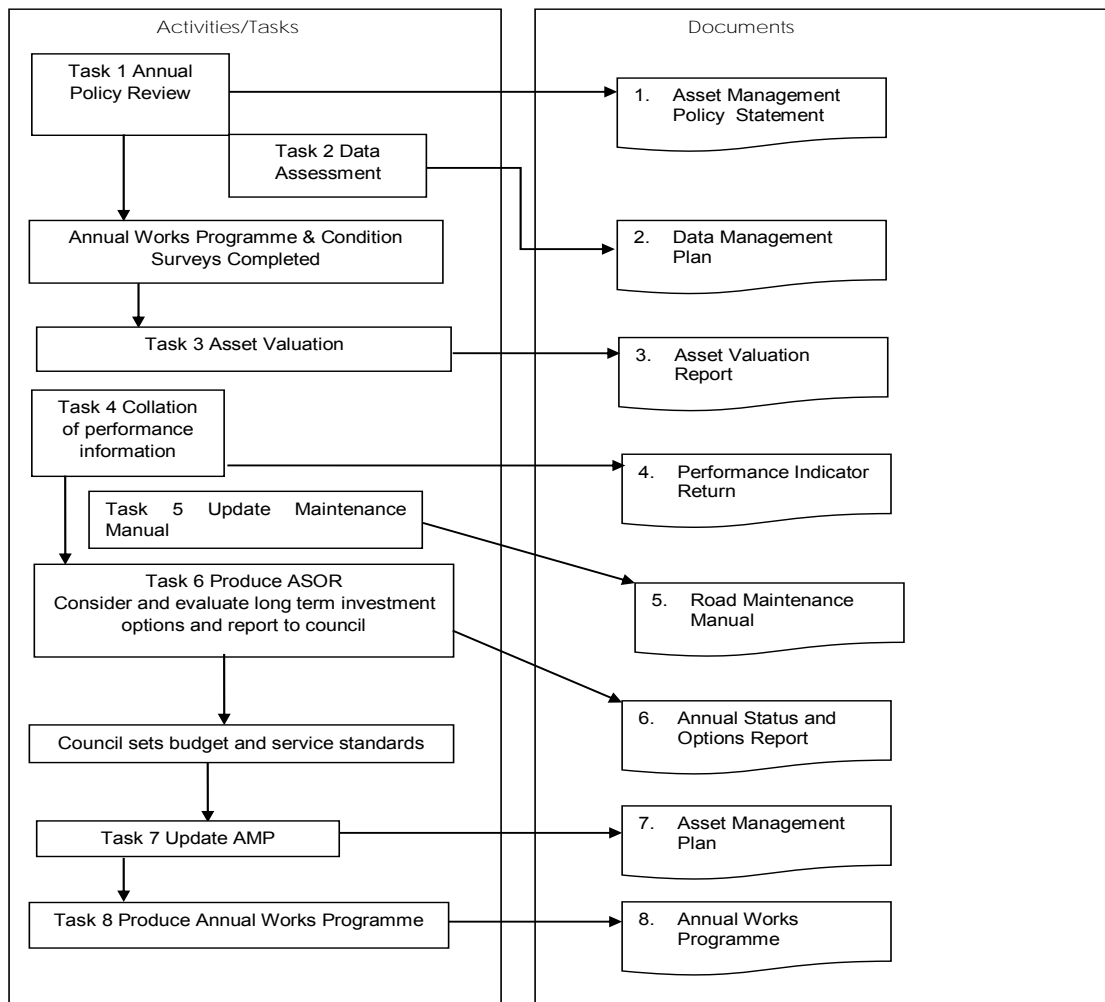 Activities/Tasks
Documents
Task 1 Annual
Policy Review
1. Asset Management
Policy Statement
Task 2 Data
Assessment
Annual Works Programme & Condition
Surveys Completed
2. Data Management
Plan
Task 3 Asset Valuation
3. Asset Valuation
Report
Task 4 Collation
of performance
information
4. Performance Indicator
Return
Task 5 Update Maintenance
Manual
Task 6 Produce ASOR
Consider and evaluate long term investment
options and report to council
5. Road Maintenance
Manual
Council sets budget and service standards
6. Annual Status and
Options Report
Task 7 Update AMP
7. Asset Management
Plan
Task 8 Produce Annual Works Programme
8. Annual Works
Programme